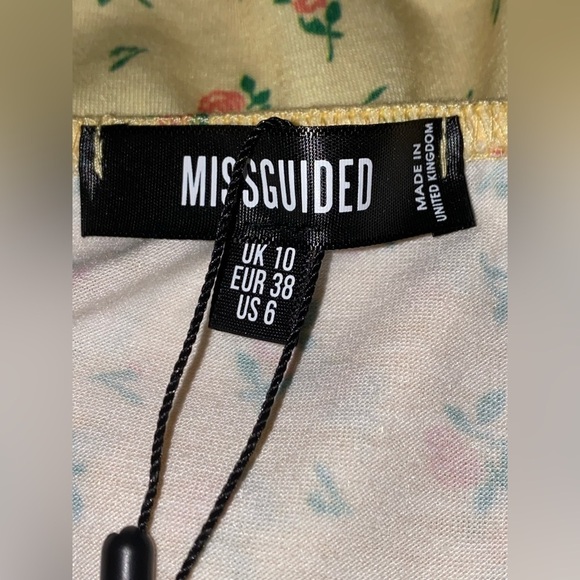 MISSGUIDED
MADE IN
UNITED KINGDOM
UK 10
EUR 38
US 6